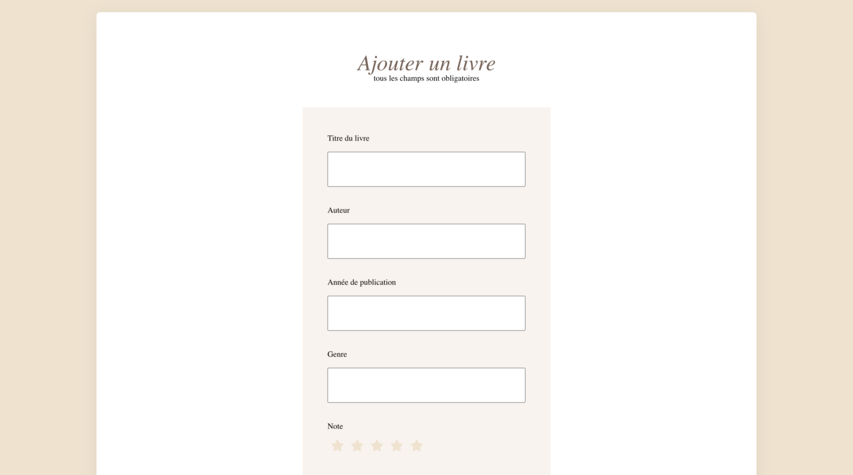 Ajouter un livre
tous les champs sont obligatoires
Titre du livre
Auteur
Année de publication
Genre
Note